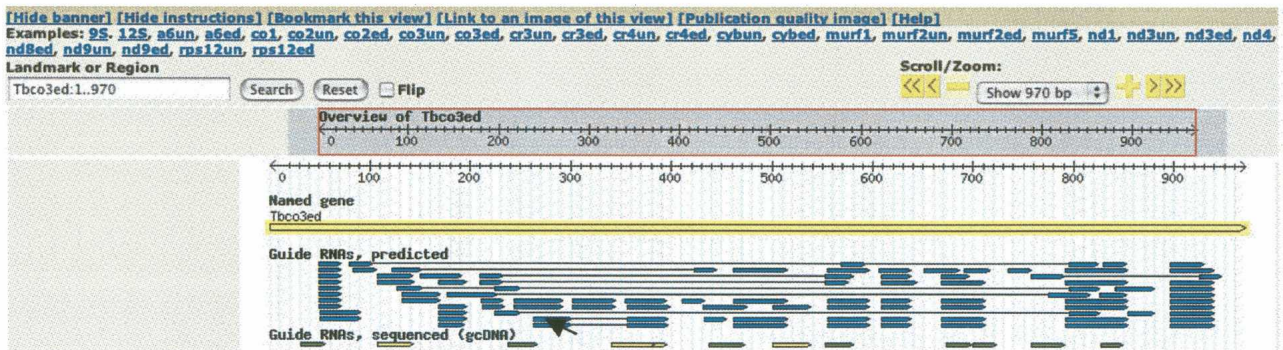 [Hide banner] [Hide instructions] [Bookmark this view] [Link to an image of this view] [Publication quality image] [Help]
Examples: 9S, 12S, a6un, a6ed, co1, co2un, co2ed, co3un, co3ed, cr3un, cr3ed, cr4un, cr4ed, cybun, cybed, murf1, murf2un, murf2ed, murf5, nd1, nd3un, nd3ed, nd4,
nd8ed, nd9un, nd9ed, rps12un, rps12ed
Landmark or Region Scroll/Zoom:
Tbco3ed:1..970 Search Reset Flip << < Show 970 bp > >>
Overview of Tbco3ed
0 100 200 300 400 500 600 700 800 900
0 100 200 300 400 500 600 700 800 900
Named gene
Tbco3ed
Guide RNAs, predicted
Guide RNAs, sequenced (gcDNA)